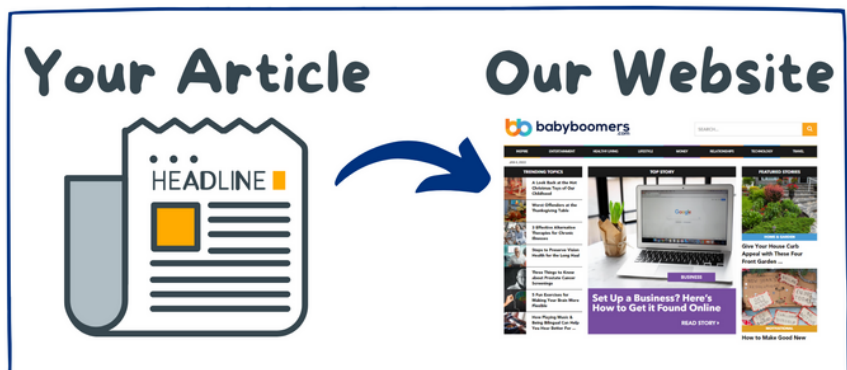 Your Article
Our Website
HEADLINE
babyboomers
.com
SEARCH...
INSPIRE ENTERTAINMENT HEALTHY LIVING LIFESTYLE MONEY RELATIONSHIPS TECHNOLOGY TRAVEL
TRENDING TOPICS
A Look Back at the Hot
Christmas Toys of Our
Childhood
Worst Offenders at the
Thanksgiving Table
3 Effective Alternative
Therapies for Chronic
Illnesses
Steps to Preserve Vision
Health for the Long Haul
Three Things to Know
about Prostate Cancer
Screenings
5 Fun Exercises for
Making Your Brain More
Flexible
How Playing Music &
Being Bilingual Can Help
You Hear Better For ...
TOP STORY
Google
BUSINESS
Set Up a Business? Here's
How to Get it Found Online
READ STORY >
FEATURED STORIES
HOME & GARDEN
Give Your House Curb
Appeal with These Four
Front Garden ...
MOTIVATIONAL
How to Make Good New